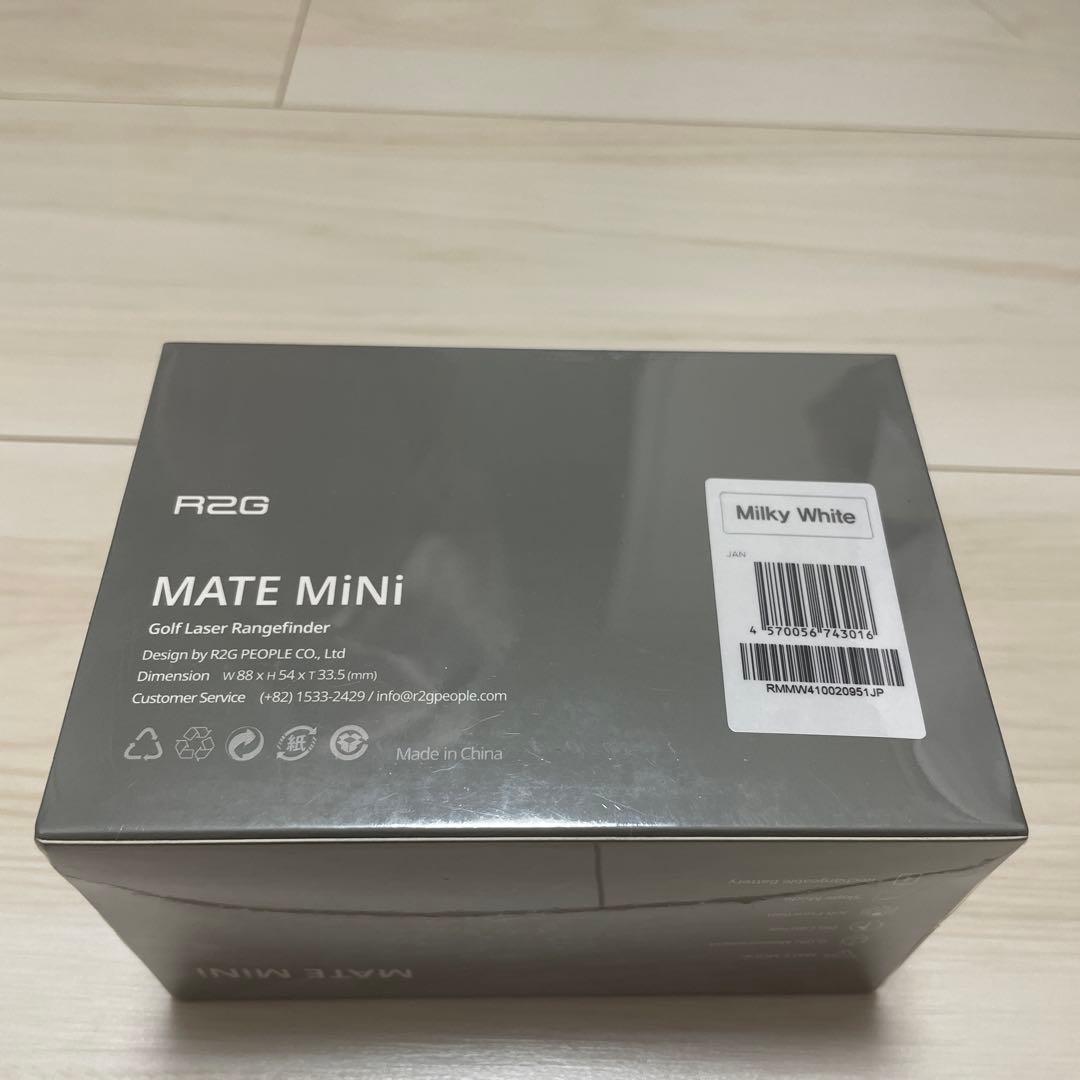 R2G
MATE MiNi
Golf Laser Rangefinder
Design by R2G PEOPLE CO., Ltd
Dimension W 88 x H 54 x T 33.5 (mm)
Customer Service (+82) 1533-2429 / info@r2gpeople.com
紙
Made in China
Milky White
JAN
4 570056 743016
RMMW410020951JP
Rechargeable Battery
MATE MiNi